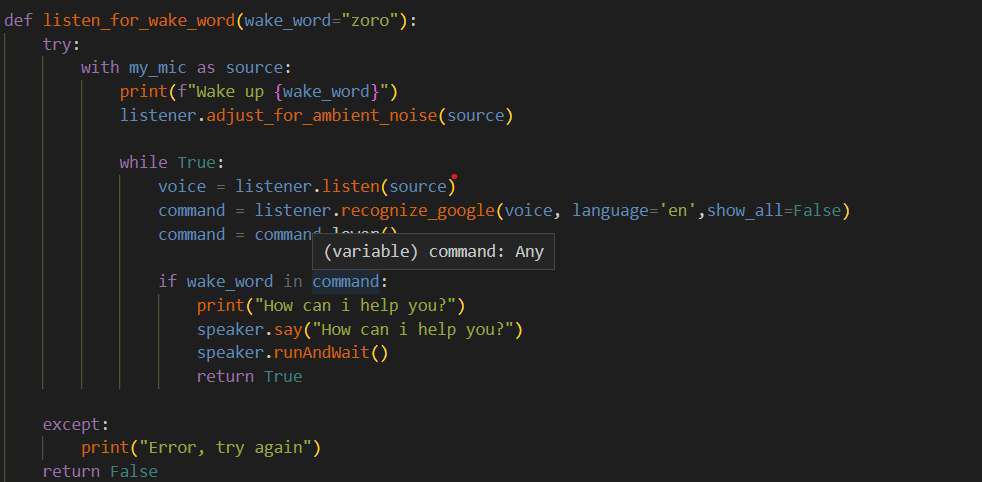 def listen_for_wake_word(wake_word="zoro"):
try:
with my_mic as source:
print(f"Wake up {wake_word}")
listener.adjust_for_ambient_noise(source)
while True:
voice = listener.listen(source)
command = listener.recognize_google(voice, language='en',show_all=False)
command = command.lower()
(variable) command: Any
if wake_word in command:
print("How can i help you?")
speaker.say("How can i help you?")
speaker.runAndWait()
return True
except:
print("Error, try again")
return False